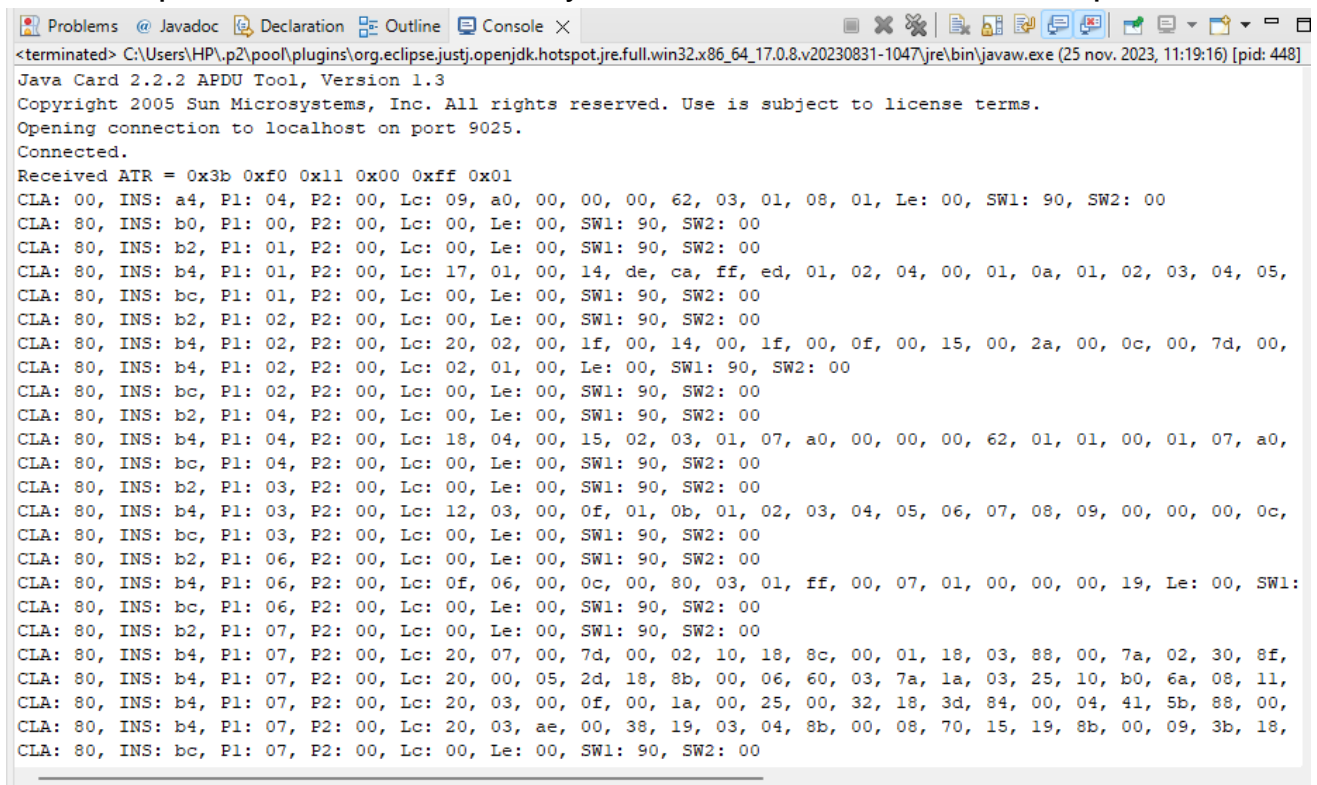 Problems @ Javadoc Declaration Outline Console
<terminated> C:\Users\HP\.p2\pool\plugins\org.eclipse.justj.openjdk.hotspot.jre.full.win32.x86_64_17.0.8.v20230831-1047\jre\bin\javaw.exe (25 nov. 2023, 11:19:16) [pid: 448]
Java Card 2.2.2 APDU Tool, Version 1.3
Copyright 2005 Sun Microsystems, Inc. All rights reserved. Use is subject to license terms.
Opening connection to localhost on port 9025.
Connected.
Received ATR = 0x3b 0xf0 0x11 0x00 0xff 0x01
CLA: 00, INS: a4, P1: 04, P2: 00, Lc: 09, a0, 00, 00, 00, 62, 03, 01, 08, 01, Le: 00, SW1: 90, SW2: 00
CLA: 80, INS: b0, P1: 00, P2: 00, Lc: 00, Le: 00, SW1: 90, SW2: 00
CLA: 80, INS: b2, P1: 01, P2: 00, Lc: 00, Le: 00, SW1: 90, SW2: 00
CLA: 80, INS: b4, P1: 01, P2: 00, Lc: 17, 01, 00, 14, de, ca, ff, ed, 01, 02, 04, 00, 01, 0a, 01, 02, 03, 04, 05,
CLA: 80, INS: bc, P1: 01, P2: 00, Lc: 00, Le: 00, SW1: 90, SW2: 00
CLA: 80, INS: b2, P1: 02, P2: 00, Lc: 00, Le: 00, SW1: 90, SW2: 00
CLA: 80, INS: b4, P1: 02, P2: 00, Lc: 20, 02, 00, 1f, 00, 14, 00, 1f, 00, 0f, 00, 15, 00, 2a, 00, 0c, 00, 7d, 00,
CLA: 80, INS: b4, P1: 02, P2: 00, Lc: 02, 01, 00, Le: 00, SW1: 90, SW2: 00
CLA: 80, INS: bc, P1: 02, P2: 00, Lc: 00, Le: 00, SW1: 90, SW2: 00
CLA: 80, INS: b2, P1: 04, P2: 00, Lc: 00, Le: 00, SW1: 90, SW2: 00
CLA: 80, INS: b4, P1: 04, P2: 00, Lc: 18, 04, 00, 15, 02, 03, 01, 07, a0, 00, 00, 00, 62, 01, 01, 00, 01, 07, a0,
CLA: 80, INS: bc, P1: 04, P2: 00, Lc: 00, Le: 00, SW1: 90, SW2: 00
CLA: 80, INS: b2, P1: 03, P2: 00, Lc: 00, Le: 00, SW1: 90, SW2: 00
CLA: 80, INS: b4, P1: 03, P2: 00, Lc: 12, 03, 00, 0f, 01, 0b, 01, 02, 03, 04, 05, 06, 07, 08, 09, 00, 00, 00, 0c,
CLA: 80, INS: bc, P1: 03, P2: 00, Lc: 00, Le: 00, SW1: 90, SW2: 00
CLA: 80, INS: b2, P1: 06, P2: 00, Lc: 00, Le: 00, SW1: 90, SW2: 00
CLA: 80, INS: b4, P1: 06, P2: 00, Lc: 0f, 06, 00, 0c, 00, 80, 03, 01, ff, 00, 07, 01, 00, 00, 00, 19, Le: 00, SW1:
CLA: 80, INS: bc, P1: 06, P2: 00, Lc: 00, Le: 00, SW1: 90, SW2: 00
CLA: 80, INS: b2, P1: 07, P2: 00, Lc: 00, Le: 00, SW1: 90, SW2: 00
CLA: 80, INS: b4, P1: 07, P2: 00, Lc: 20, 07, 00, 7d, 00, 02, 10, 18, 8c, 00, 01, 18, 03, 88, 00, 7a, 02, 30, 8f,
CLA: 80, INS: b4, P1: 07, P2: 00, Lc: 20, 00, 05, 2d, 18, 8b, 00, 06, 60, 03, 7a, 1a, 03, 25, 10, b0, 6a, 08, 11,
CLA: 80, INS: b4, P1: 07, P2: 00, Lc: 20, 03, 00, 0f, 00, 1a, 00, 25, 00, 32, 18, 3d, 84, 00, 04, 41, 5b, 88, 00,
CLA: 80, INS: b4, P1: 07, P2: 00, Lc: 20, 03, ae, 00, 38, 19, 03, 04, 8b, 00, 08, 70, 15, 19, 8b, 00, 09, 3b, 18,
CLA: 80, INS: bc, P1: 07, P2: 00, Lc: 00, Le: 00, SW1: 90, SW2: 00